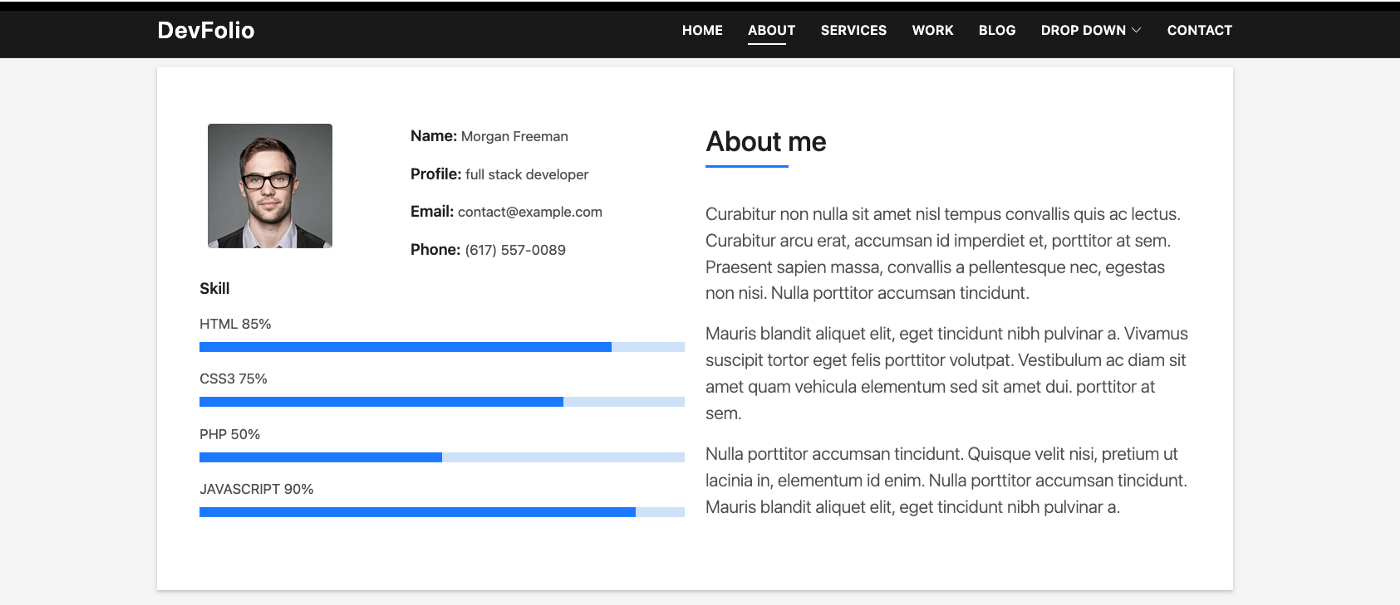 DevFolio
HOME ABOUT SERVICES WORK BLOG DROP DOWN CONTACT
Name: Morgan Freeman
Profile: full stack developer
Email: contact@example.com
Phone: (617) 557-0089
Skill
HTML 85%
CSS3 75%
PHP 50%
JAVASCRIPT 90%
About me
Curabitur non nulla sit amet nisl tempus convallis quis ac lectus.
Curabitur arcu erat, accumsan id imperdiet et, porttitor at sem.
Praesent sapien massa, convallis a pellentesque nec, egestas
non nisi. Nulla porttitor accumsan tincidunt.
Mauris blandit aliquet elit, eget tincidunt nibh pulvinar a. Vivamus
suscipit tortor eget felis porttitor volutpat. Vestibulum ac diam sit
amet quam vehicula elementum sed sit amet dui. porttitor at
sem.
Nulla porttitor accumsan tincidunt. Quisque velit nisi, pretium ut
lacinia in, elementum id enim. Nulla porttitor accumsan tincidunt.
Mauris blandit aliquet elit, eget tincidunt nibh pulvinar a.